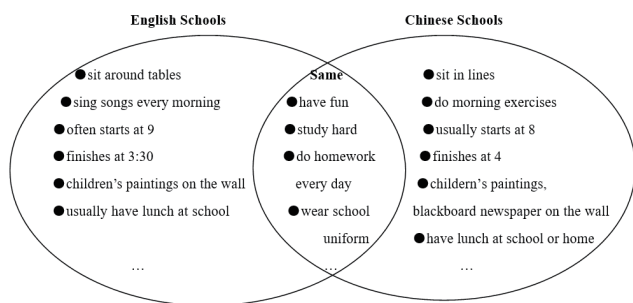 English Schools
Chinese Schools
● sit around tables
● sing songs every morning
● often starts at 9
● finishes at 3:30
● children's paintings on the wall
● usually have lunch at school
…
Same
● have fun
● study hard
● do homework
every day
● wear school
uniform
…
● sit in lines
● do morning exercises
● usually starts at 8
● finishes at 4
● childern's paintings,
blackboard newspaper on the wall
● have lunch at school or home
…